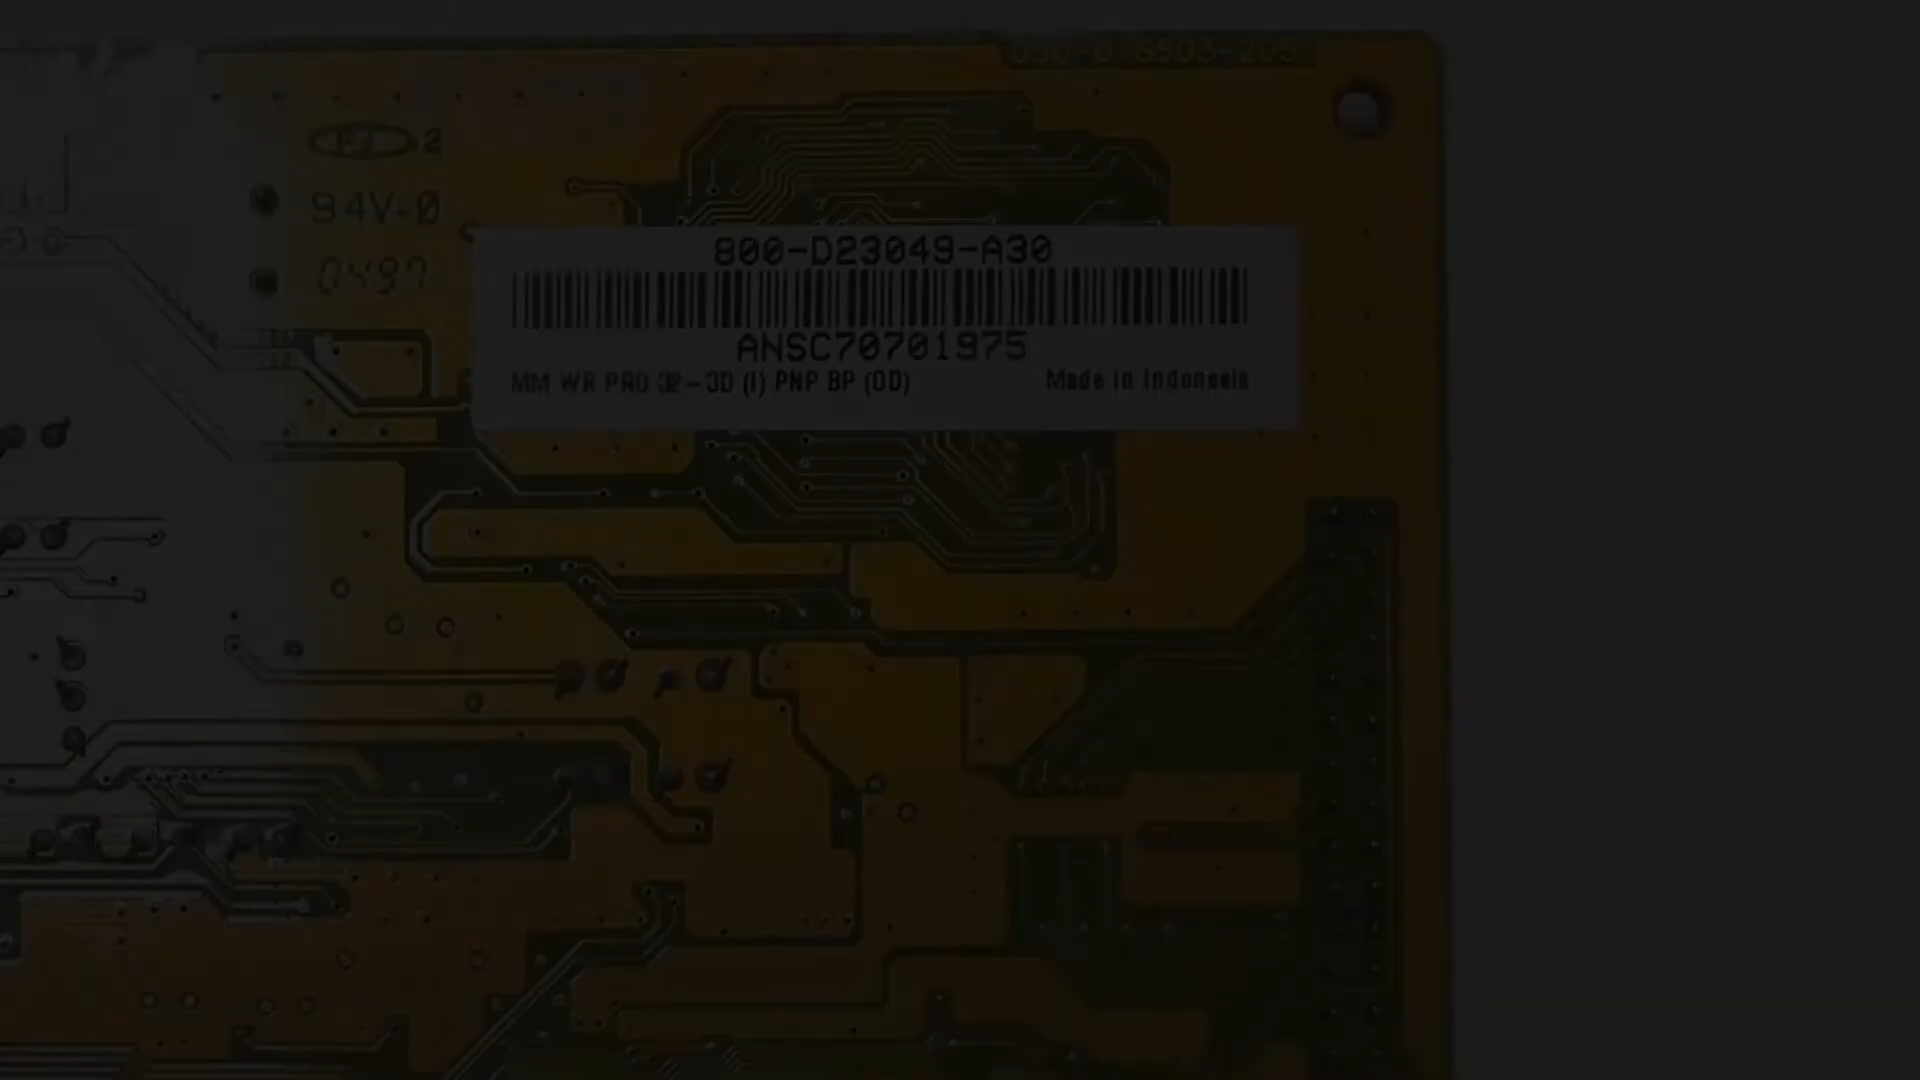 94V-0
0497
800-D23049-A30
ANSC70701975
MM WR PRO 32-3D (I) PNP BP (OD)
Made in Indonesia